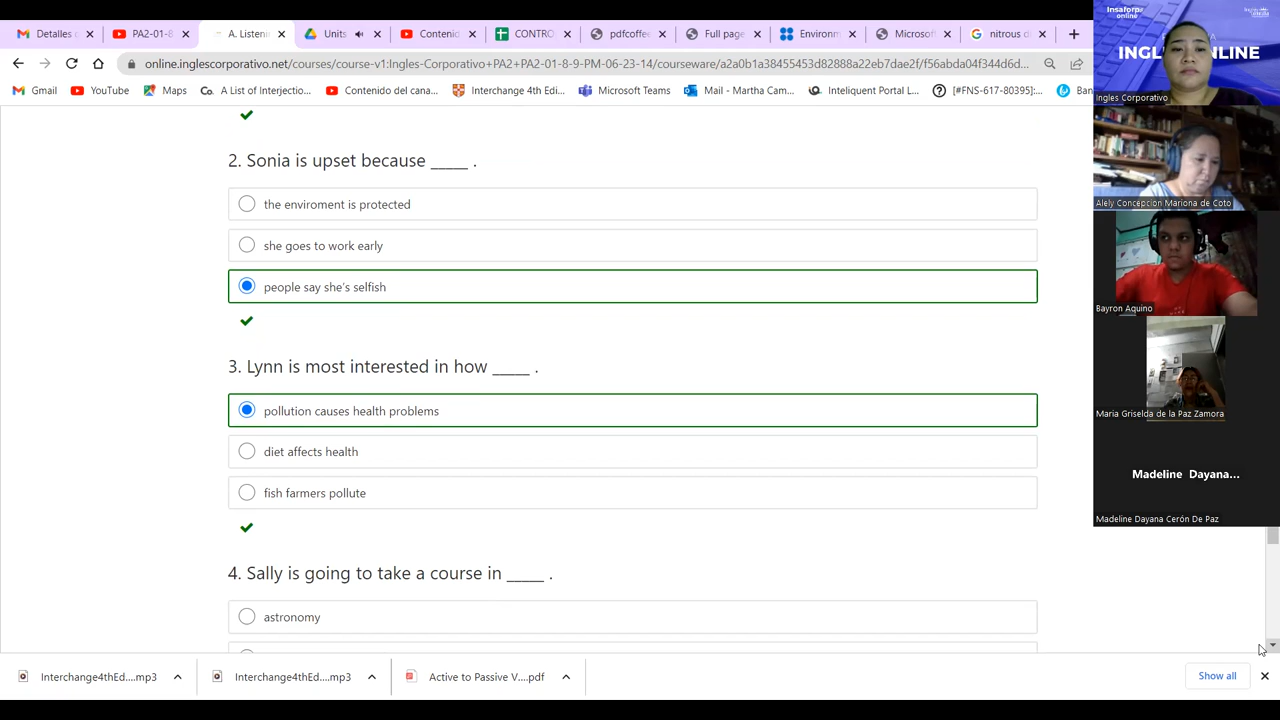 Detalles c
PA2-01-8
A. Listenin
Units
Contenid
CONTRO
pdfcoffee
Full page
Environm
Microsoft
nitrous o
online.inglescorporativo.net/courses/course-v1:Ingles-Corporativo+PA2+PA2-01-8-9-PM-06-23-14/courseware/a2a0b1a38455453d82888a22eb7dae2f/f56abda04f344d6d...
Gmail
YouTube
Maps
Co. A List of Interjectio...
Contenido del cana...
Interchange 4th Edi...
Microsoft Teams
Mail - Martha Cam...
Inteliquent Portal L...
[#FNS-617-80395]:...
Ban
2. Sonia is upset because _____ .
the enviroment is protected
she goes to work early
people say she's selfish
3. Lynn is most interested in how _____ .
pollution causes health problems
diet affects health
fish farmers pollute
4. Sally is going to take a course in _____ .
astronomy
Interchange4thEd....mp3
Interchange4thEd....mp3
Active to Passive V....pdf
Show all
Insaforp
online
Ingles Corporativo
Alely Concepcion Mariona de Coto
Bayron Aquino
Maria Griselda de la Paz Zamora
Madeline Dayana...
Madeline Dayana Cerón De Paz